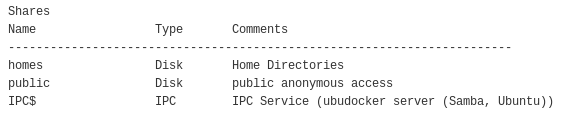 Shares
Name Type Comments
------------------------------------------------------------------------
homes Disk Home Directories
public Disk public anonymous access
IPC$ IPC IPC Service (ubudocker server (Samba, Ubuntu))